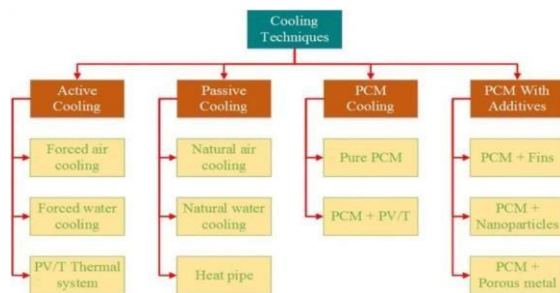 Cooling
Techniques
Active
Cooling
Passive
Cooling
PCM
Cooling
PCM With
Additives
Forced air
cooling
Natural air
cooling
Pure PCM
PCM + Fins
Forced water
cooling
Natural water
cooling
PCM + PV/T
PCM +
Nanoparticles
PV/T Thermal
system
Heat pipe
PCM +
Porous metal